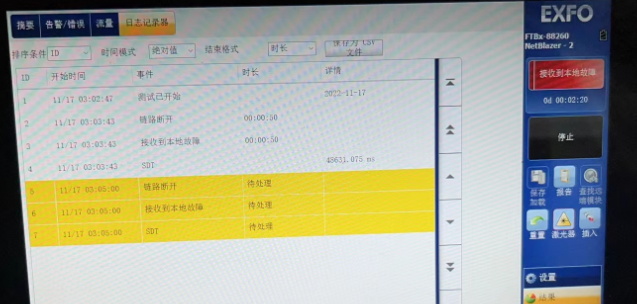 摘要 告警/错误 流量 日志记录器
排序条件 ID 时间模式 绝对值 结束格式 时长 保存为 CSV 文件
ID 开始时间 事件 时长 详情
1 11/17 03:02:47 测试已开始 2022-11-17
2 11/17 03:03:43 链路断开 00:00:50
3 11/17 03:03:43 接收到本地故障 00:00:50
4 11/17 03:03:43 SDT 49631.075 ms
5 11/17 03:05:00 链路断开 待处理
6 11/17 03:05:00 接收到本地故障 待处理
7 11/17 03:05:00 SDT 待处理
EXFO
FTBx-88260
NetBlazer - 2
接收到本地故障
0d 00:02:20
停止
保存
加载
报告
查找远
端模块
重置
激光器
插入
设置
结果